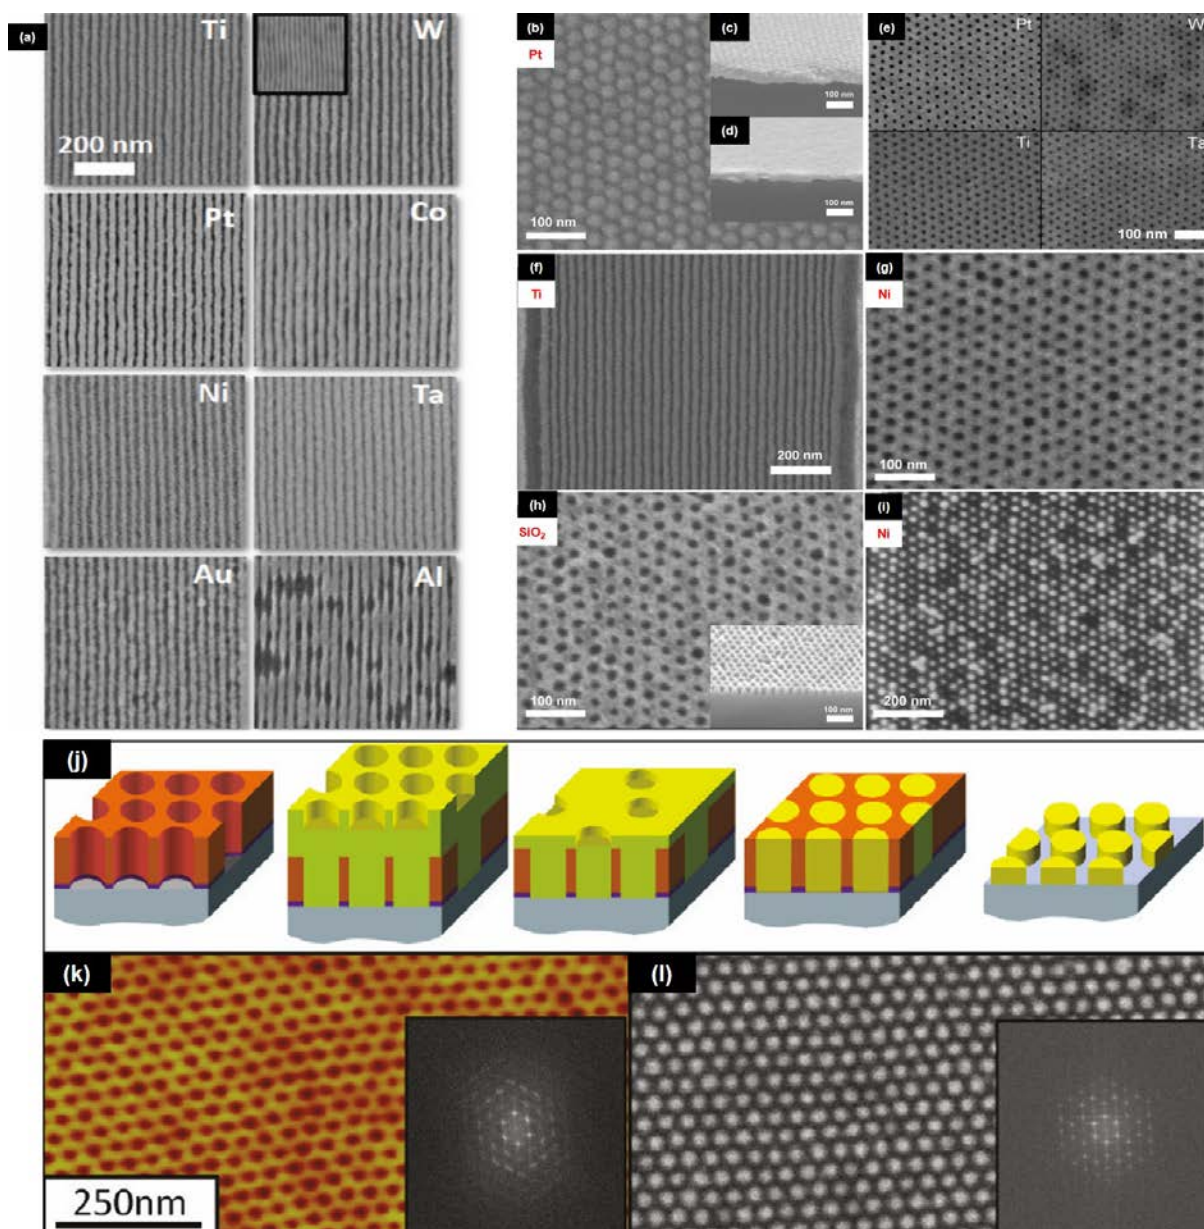 (a)
Ti
W
200 nm
Pt
Co
Ni
Ta
Au
Al
(b)
Pt
100 nm
(c)
100 nm
(d)
100 nm
(e)
Pt
W
Ti
Ta
100 nm
(f)
Ti
200 nm
(g)
Ni
100 nm
(h)
SiO₂
100 nm
100 nm
(i)
Ni
200 nm
(j)
(k)
250nm
(l)